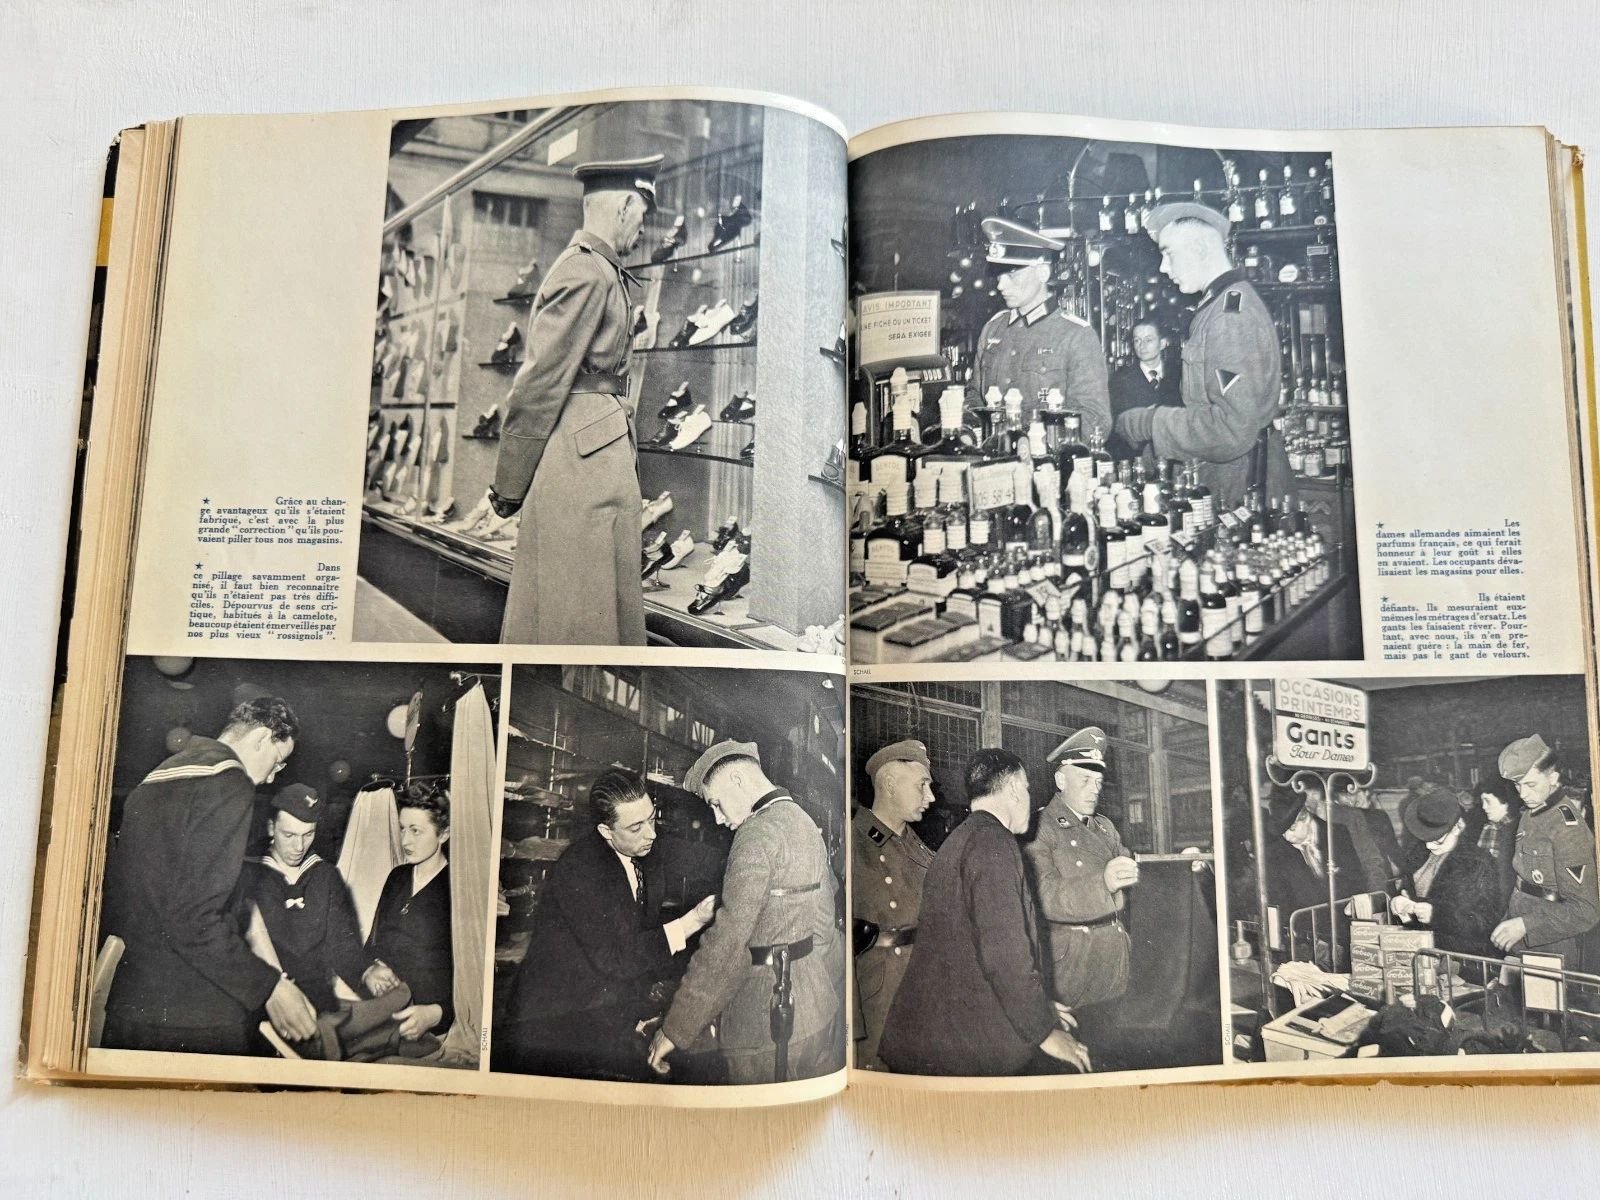 ★ Grâce au chan-
ge avantageux qu'ils s'étaient
fabriqué, c'est avec la plus
grande "correction" qu'ils pou-
vaient piller tous nos magasins.
★ Dans
ce pillage savamment orga-
nisé, il faut bien reconnaître
qu'ils n'étaient pas très diffi-
ciles. Dépourvus de sens cri-
tique, habitués à la camelote,
beaucoup étaient émerveillés par
nos plus vieux "rossignols".
SCHALL
AVIS IMPORTANT
UNE FICHE OU UN TICKET
SERA EXIGÉE
★ Les
dames allemandes aimaient les
parfums français, ce qui ferait
honneur à leur goût si elles
en avaient. Les occupants déva-
lisaient les magasins pour elles.
★ Ils étaient
défiants. Ils mesuraient eux-
mêmes les métrages d'ersatz. Les
gants les faisaient rêver. Pour-
tant, avec nous, ils n'en pre-
naient guère : la main de fer,
mais pas le gant de velours.
SCHALL
SCHALL
SCHALL
OCCASIONS
PRINTEMPS
Gants
Pour Dames